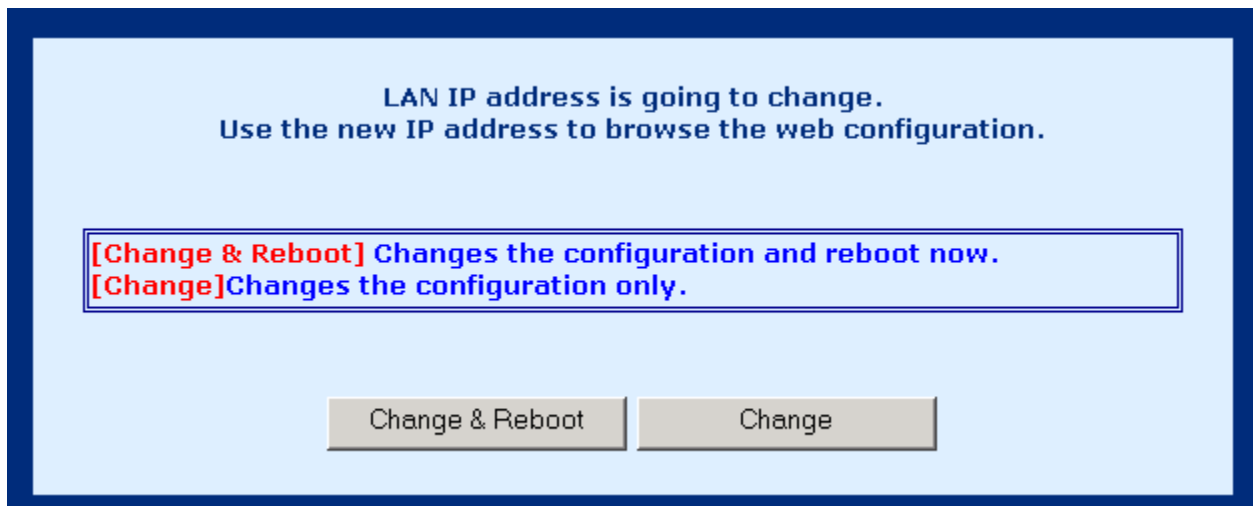 LAN IP address is going to change.
Use the new IP address to browse the web configuration.
[Change & Reboot] Changes the configuration and reboot now.
[Change]Changes the configuration only.
Change & Reboot
Change